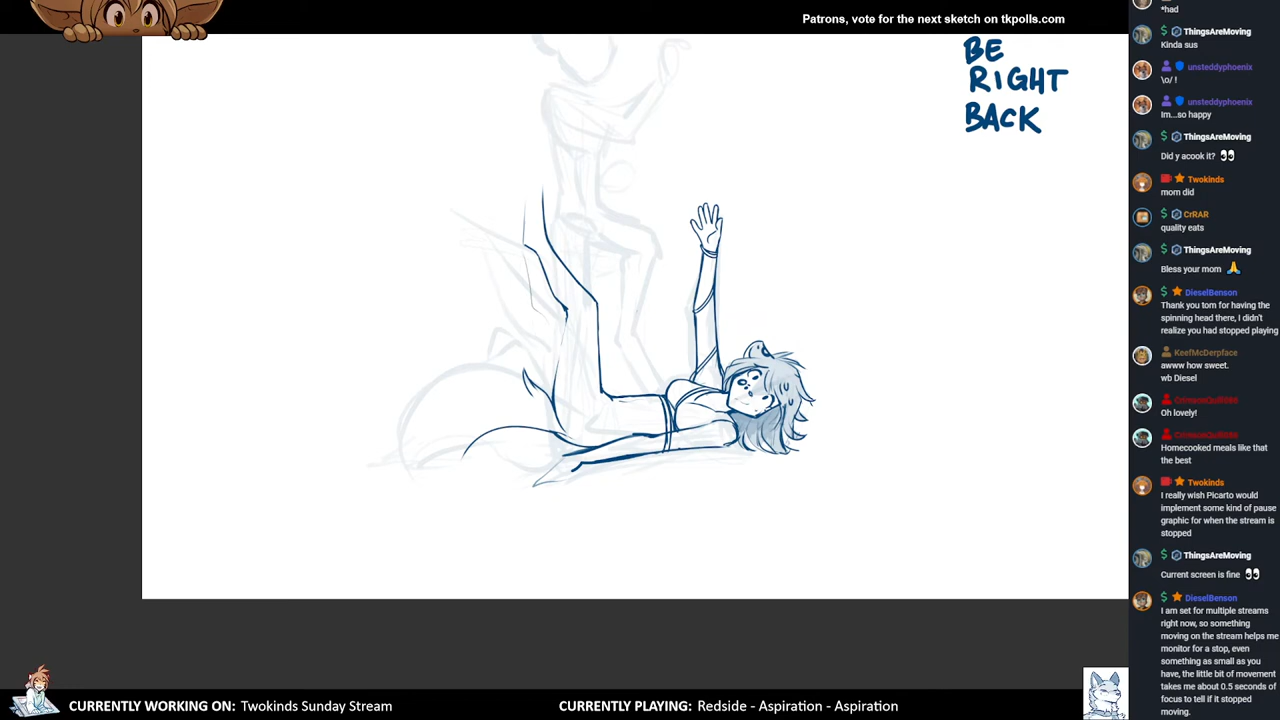 Patrons, vote for the next sketch on tkpolls.com
BE
RIGHT
BACK
*had
ThingsAreMoving
Kinda sus
unsteddyphoenix
\o/ !
unsteddyphoenix
Im...so happy
ThingsAreMoving
Did y acook it? 👀
Twokinds
mom did
CrRAR
quality eats
ThingsAreMoving
Bless your mom 🙏
DieselBenson
Thank you tom for having the
spinning head there, I didn't
realize you had stopped playing
KeefMcDerpface
awww how sweet.
wb Diesel
Oh lovely!
Homecooked meals like that
the best
Twokinds
I really wish Picarto would
implement some kind of pause
graphic for when the stream is
stopped
ThingsAreMoving
Current screen is fine 👀
DieselBenson
I am set for multiple streams
right now, so something
moving on the stream helps me
monitor for a stop, even
something as small as you
have, the little bit of movement
takes me about 0.5 seconds of
focus to tell if it stopped
moving.
CURRENTLY WORKING ON: Twokinds Sunday Stream
CURRENTLY PLAYING: Redside - Aspiration - Aspiration